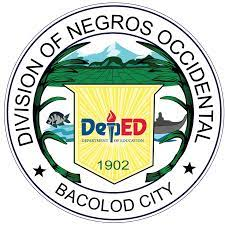 DIVISION OF NEGROS OCCIDENTAL
DepED
DEPARTMENT OF EDUCATION
1902
★ BACOLOD CITY ★